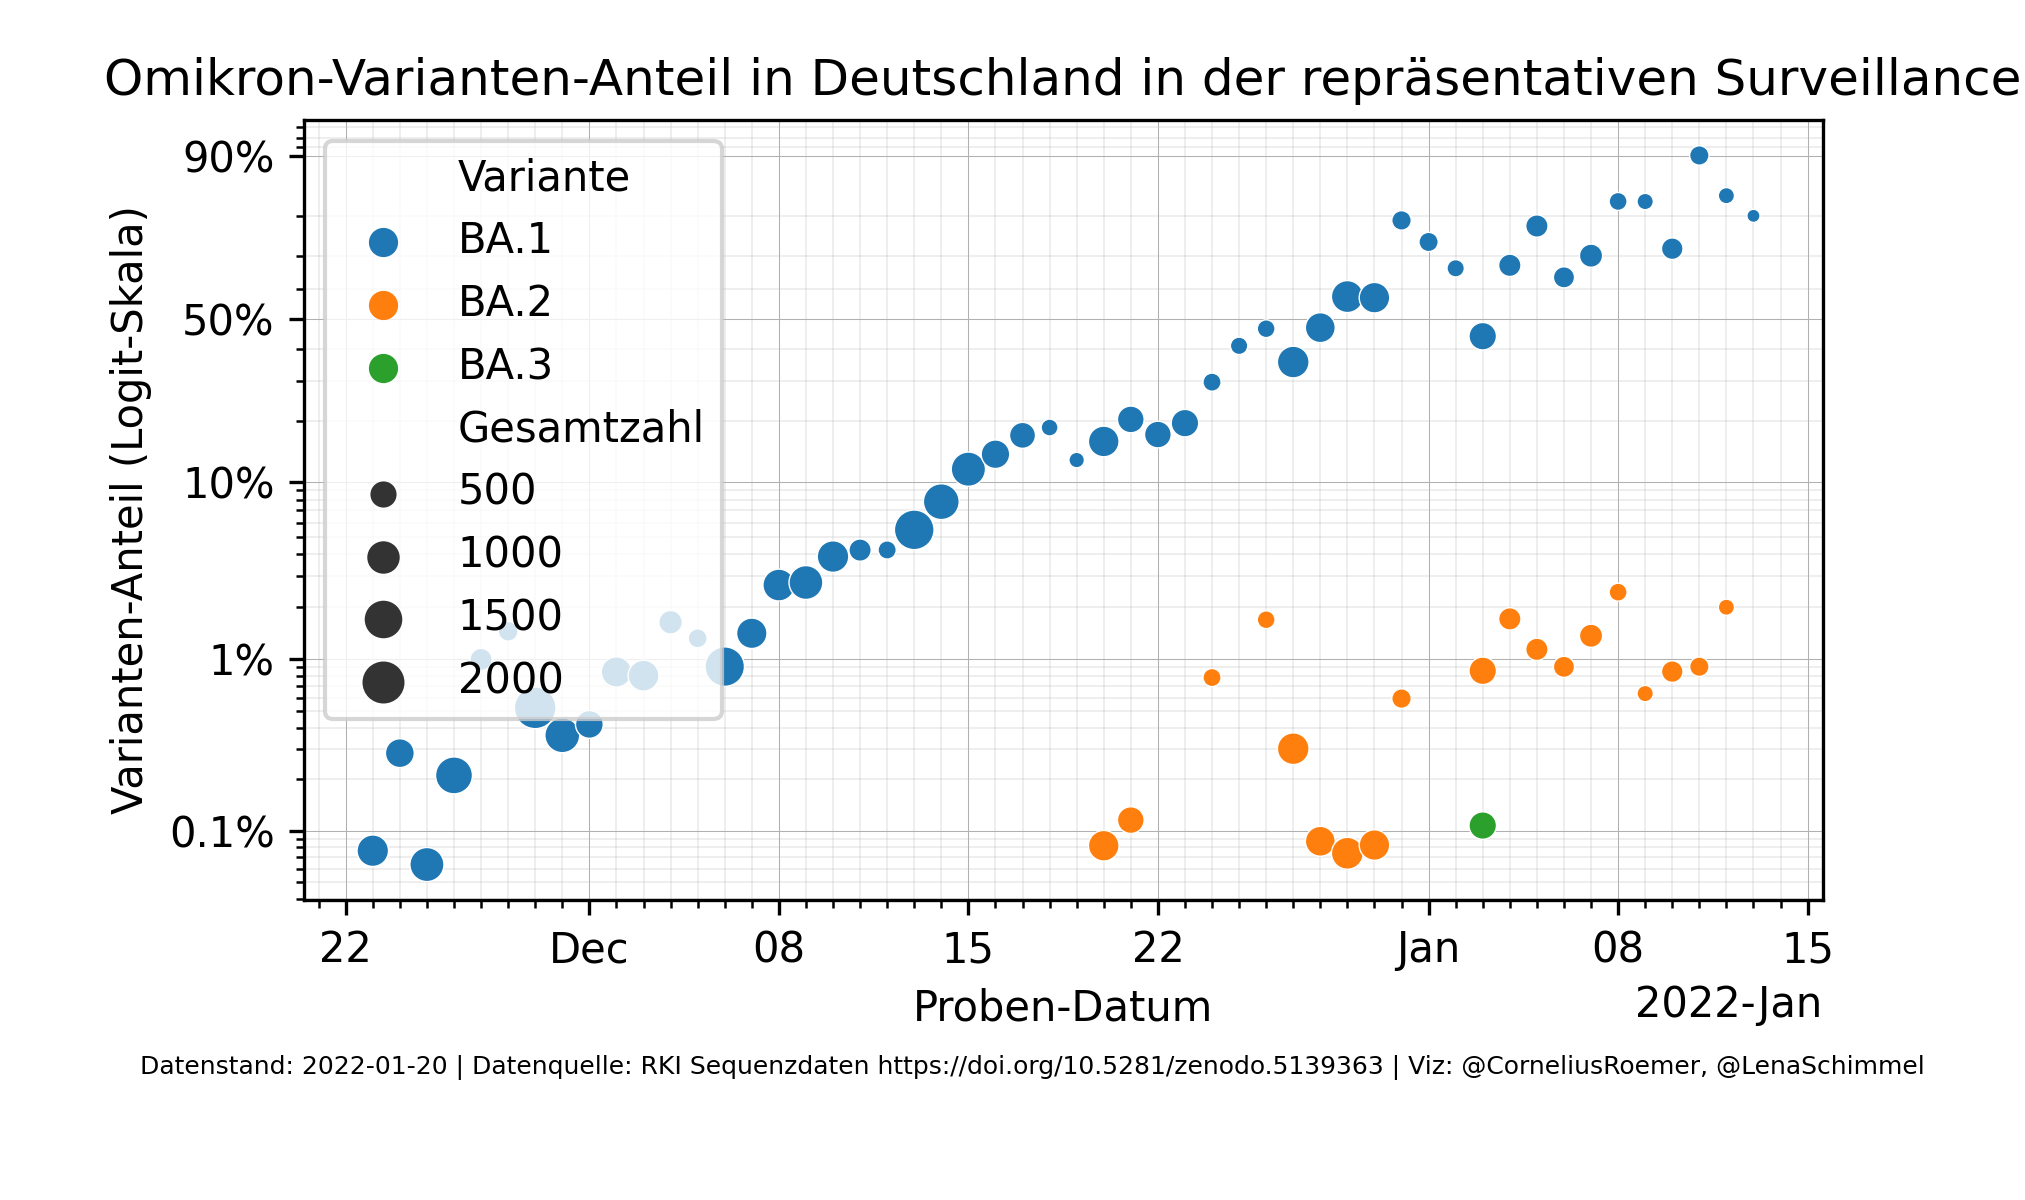 Omikron-Varianten-Anteil in Deutschland in der repräsentativen Surveillance
Varianten-Anteil (Logit-Skala)
90%
50%
10%
1%
0.1%
Variante
BA.1
BA.2
BA.3
Gesamtzahl
500
1000
1500
2000
22 Dec 08 15 22 Jan 08 15
Proben-Datum 2022-Jan
Datenstand: 2022-01-20 | Datenquelle: RKI Sequenzdaten https://doi.org/10.5281/zenodo.5139363 | Viz: @CorneliusRoemer, @LenaSchimmel